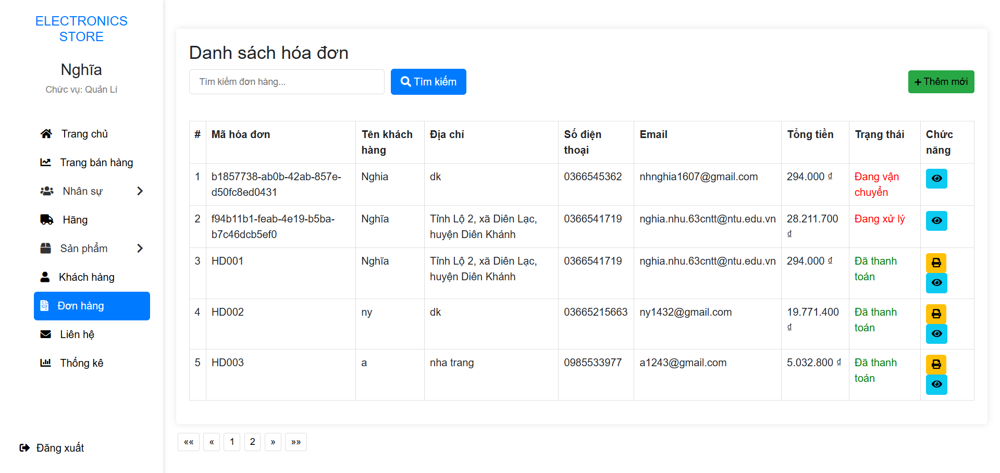 ELECTRONICS
STORE
Nghĩa
Chức vụ: Quản Lí
Trang chủ
Trang bán hàng
Nhân sự
Hãng
Sản phẩm
Khách hàng
Đơn hàng
Liên hệ
Thống kê
Đăng xuất
Danh sách hóa đơn
Tìm kiếm đơn hàng...
Tìm kiếm
+ Thêm mới
# Mã hóa đơn Tên khách hàng Địa chỉ Số điện thoại Email Tổng tiền Trạng thái Chức năng
1 b1857738-ab0b-42ab-857e-d50fc8ed0431 Nghia dk 0366545362 nhnghia1607@gmail.com 294.000 ₫ Đang vận chuyển
2 f94b11b1-feab-4e19-b5ba-b7c46dcb5ef0 Nghĩa Tỉnh Lộ 2, xã Diên Lạc, huyện Diên Khánh 0366541719 nghia.nhu.63cntt@ntu.edu.vn 28.211.700 ₫ Đang xử lý
3 HD001 Nghĩa Tỉnh Lộ 2, xã Diên Lạc, huyện Diên Khánh 0366541719 nghia.nhu.63cntt@ntu.edu.vn 294.000 ₫ Đã thanh toán
4 HD002 ny dk 03665215663 ny1432@gmail.com 19.771.400 ₫ Đã thanh toán
5 HD003 a nha trang 0985533977 a1243@gmail.com 5.032.800 ₫ Đã thanh toán
«« « 1 2 » »»